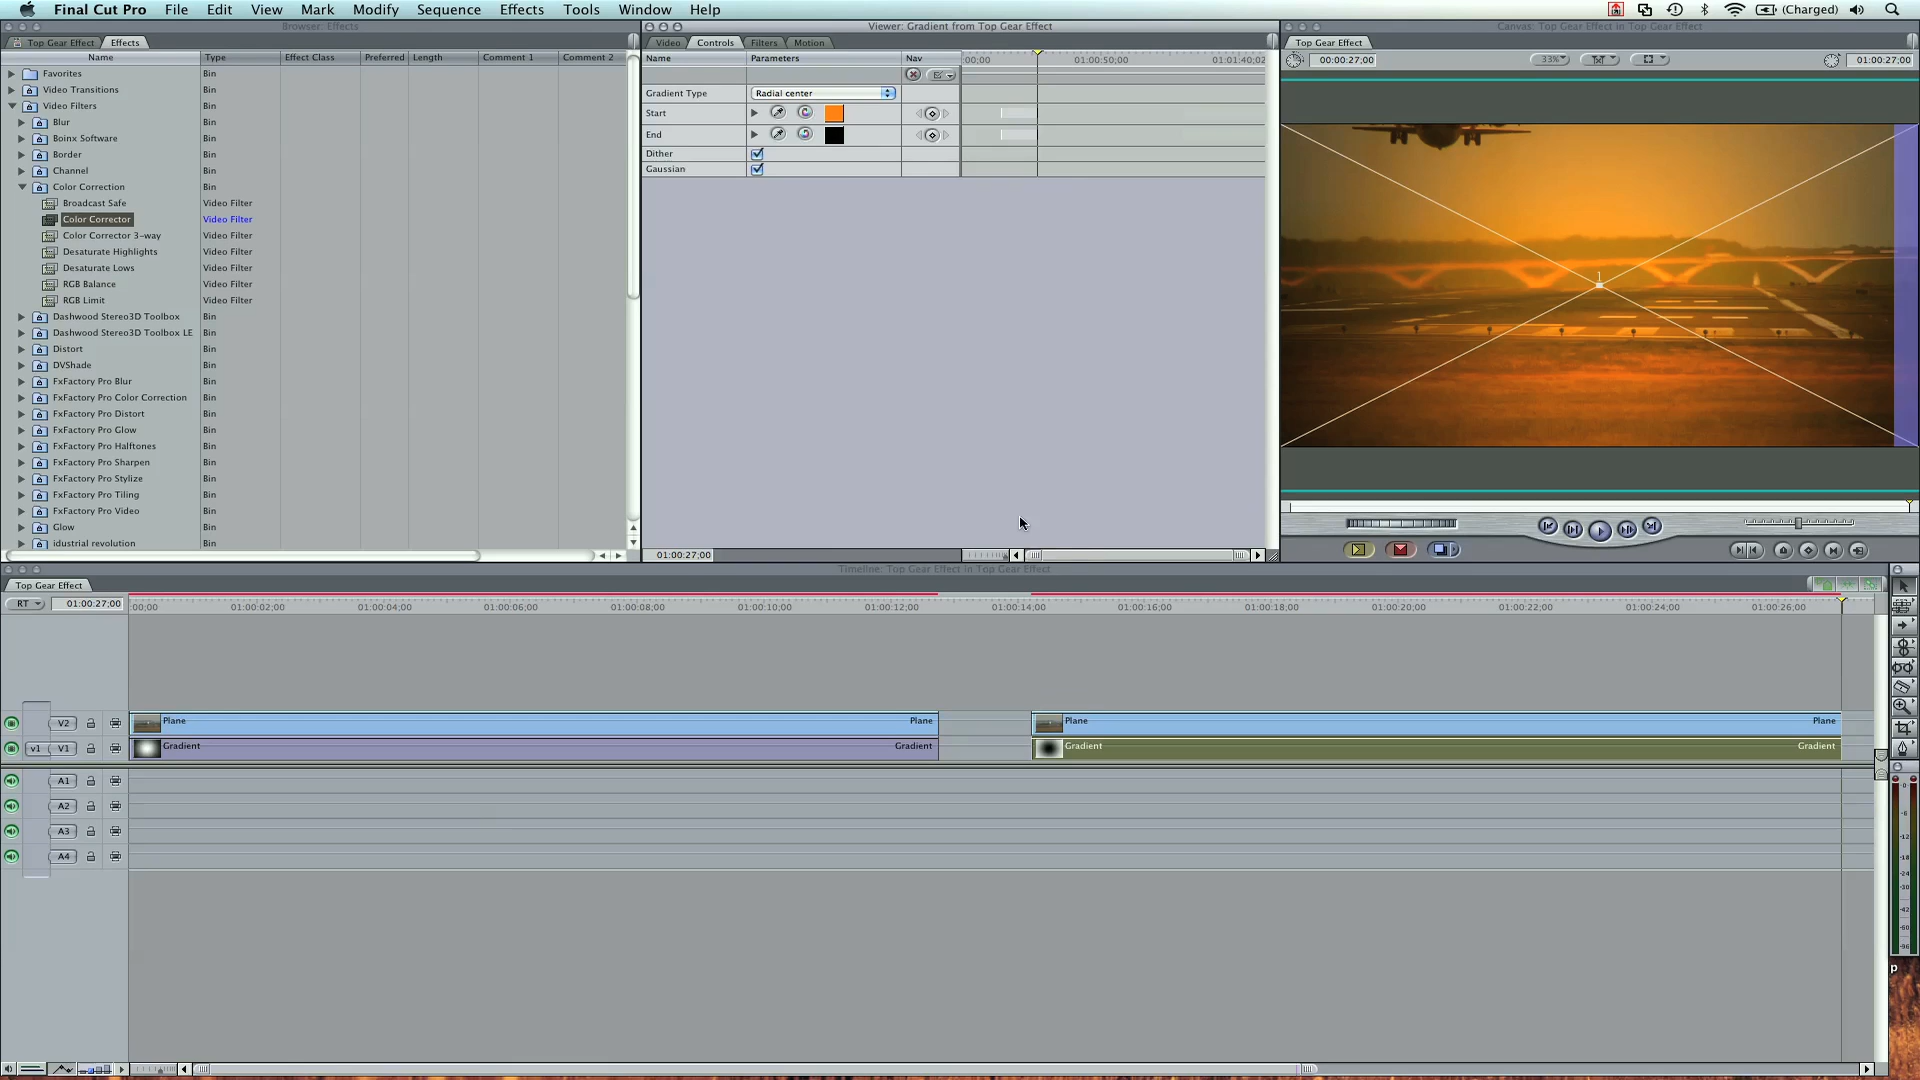 Final Cut Pro File Edit View Mark Modify Sequence Effects Tools Window Help (Charged)
Browser: Effects
Top Gear Effect Effects
Name Type Effect Class Preferred Length Comment 1 Comment 2
Favorites Bin
Video Transitions Bin
Video Filters Bin
Blur Bin
Boinx Software Bin
Border Bin
Channel Bin
Color Correction Bin
Broadcast Safe Video Filter
Color Corrector Video Filter
Color Corrector 3-way Video Filter
Desaturate Highlights Video Filter
Desaturate Lows Video Filter
RGB Balance Video Filter
RGB Limit Video Filter
Dashwood Stereo3D Toolbox Bin
Dashwood Stereo3D Toolbox LE Bin
Distort Bin
DVShade Bin
FxFactory Pro Blur Bin
FxFactory Pro Color Correction Bin
FxFactory Pro Distort Bin
FxFactory Pro Glow Bin
FxFactory Pro Halftones Bin
FxFactory Pro Sharpen Bin
FxFactory Pro Stylize Bin
FxFactory Pro Tiling Bin
FxFactory Pro Video Bin
Glow Bin
idustrial revolution Bin
Viewer: Gradient from Top Gear Effect
Video Controls Filters Motion
Name Parameters Nav :00;00 01:00:50;00 01:01:40;02
Gradient Type Radial center
Start
End
Dither
Gaussian
01:00:27;00
Canvas: Top Gear Effect in Top Gear Effect
Top Gear Effect
00:00:27;00 33% 01:00:27;00
1
Timeline: Top Gear Effect in Top Gear Effect
Top Gear Effect
RT 01:00:27;00 :00;00 01:00:02;00 01:00:04;00 01:00:06;00 01:00:08;00 01:00:10;00 01:00:12;00 01:00:14;00 01:00:16;00 01:00:18;00 01:00:20;00 01:00:22;00 01:00:24;00 01:00:26;00
V2 Plane Plane Plane Plane
v1 V1 Gradient Gradient Gradient Gradient
A1
A2
A3
A4
0
-6
-12
-18
-24
-30
-42
-60
-96
p